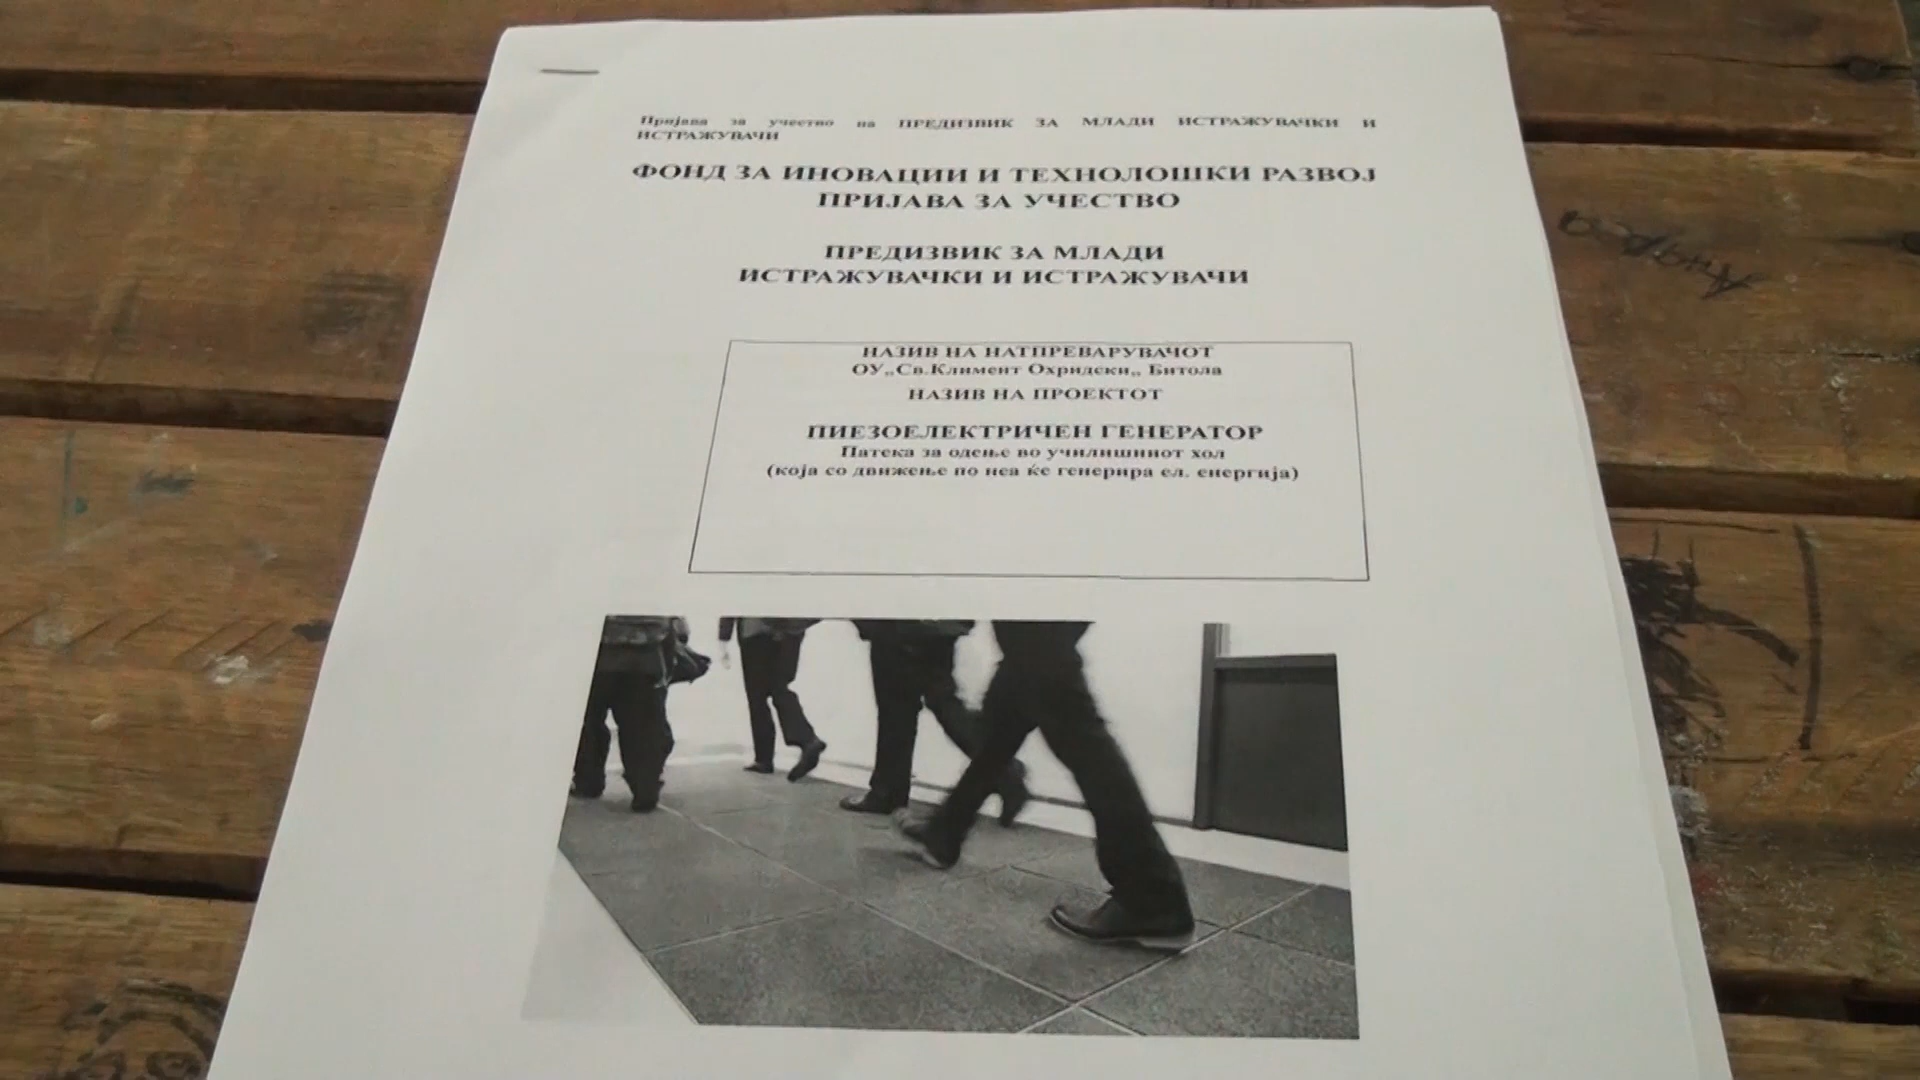 Пријава за учество на ПРЕДИЗВИК ЗА МЛАДИ ИСТРАЖУВАЧКИ И
ИСТРАЖУВАЧИ
ФОНД ЗА ИНОВАЦИИ И ТЕХНОЛОШКИ РАЗВОЈ
ПРИЈАВА ЗА УЧЕСТВО
ПРЕДИЗВИК ЗА МЛАДИ
ИСТРАЖУВАЧКИ И ИСТРАЖУВАЧИ
НАЗИВ НА НАТПРЕВАРУВАЧОТ
ОУ„Св.Климент Охридски„ Битола
НАЗИВ НА ПРОЕКТОТ
ПИЕЗОЕЛЕКТРИЧЕН ГЕНЕРАТОР
Патека за одење во училишниот хол
(која со движење по неа ќе генерира ел. енергија)